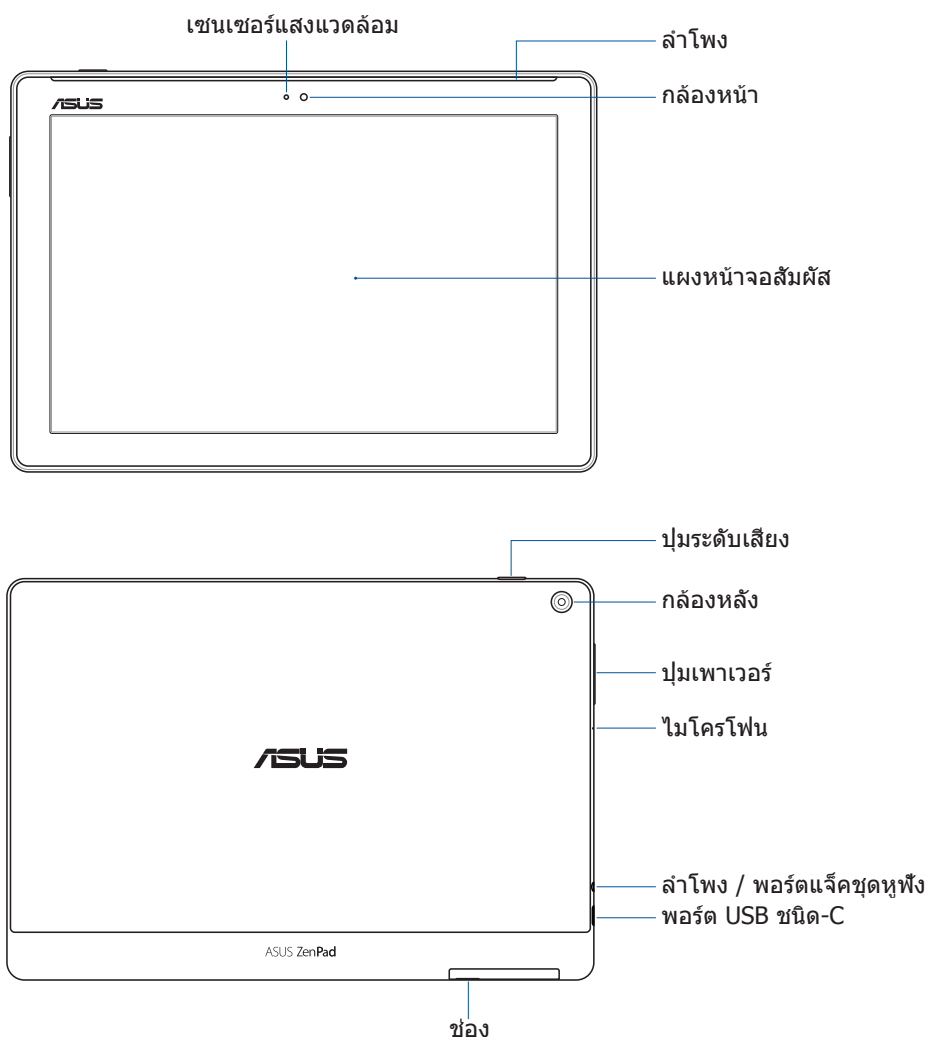 เซนเซอร์แสงแวดล้อม
ลำโพง
กล้องหน้า
ASUS
แผงหน้าจอสัมผัส
ปุ่มระดับเสียง
กล้องหลัง
ปุ่มเพาเวอร์
ไมโครโฟน
ASUS
ลำโพง / พอร์ตแจ็คชุดหูฟัง
พอร์ต USB ชนิด-C
ASUS ZenPad
ช่อง